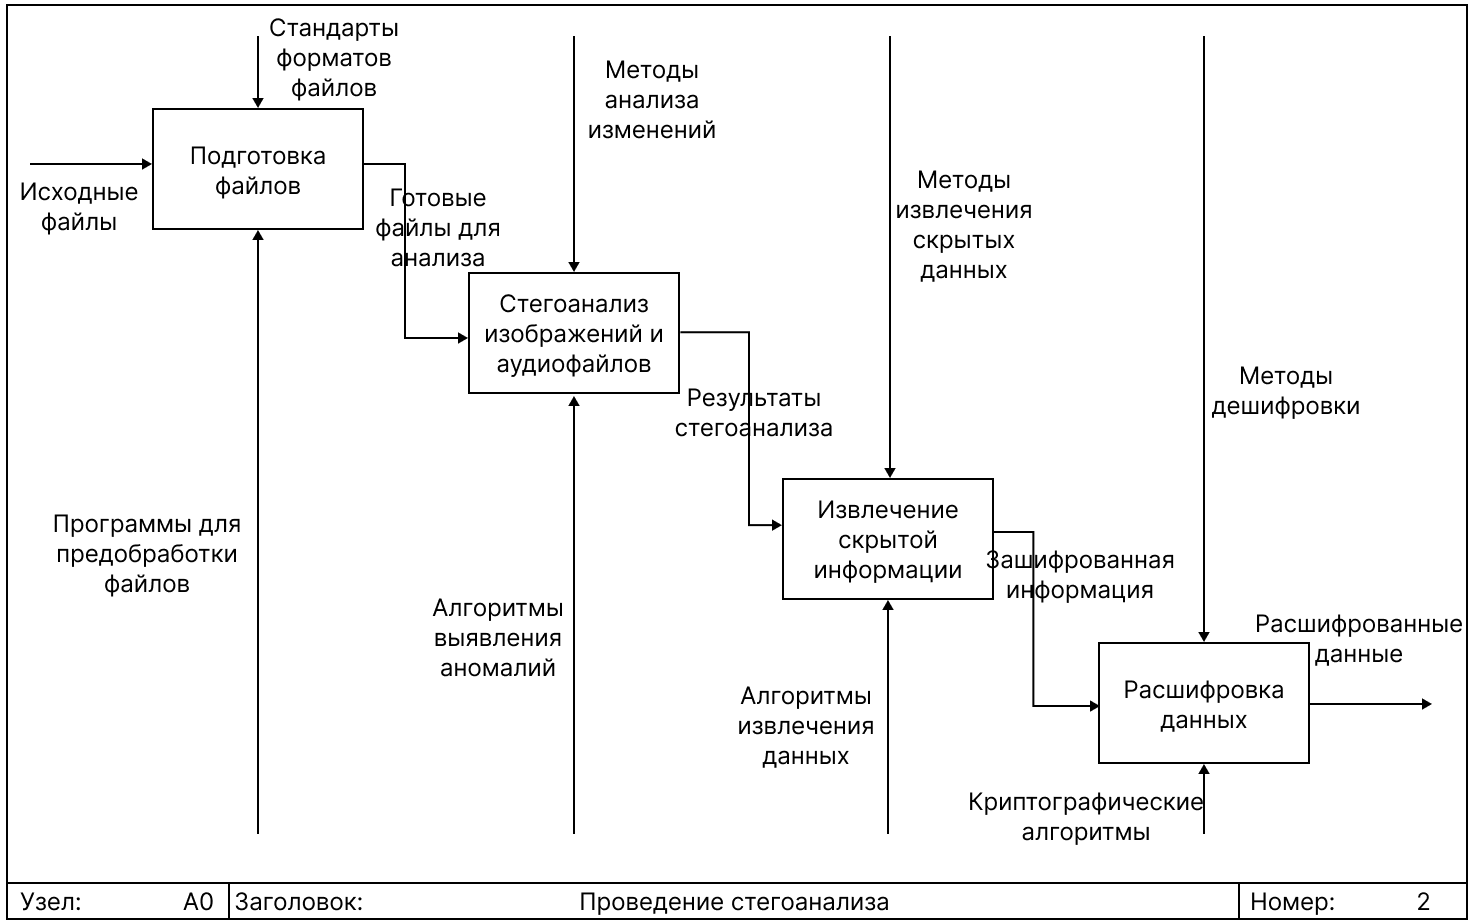 Стандарты
форматов
файлов
Методы
анализа
изменений
Подготовка
файлов
Исходные
файлы
Готовые
файлы для
анализа
Методы
извлечения
скрытых
данных
Стегоанализ
изображений и
аудиофайлов
Результаты
стегоанализа
Методы
дешифровки
Программы для
предобработки
файлов
Извлечение
скрытой
информации
Зашифрованная
информация
Алгоритмы
выявления
аномалий
Расшифрованные
данные
Алгоритмы
извлечения
данных
Расшифровка
данных
Криптографические
алгоритмы
Узел: А0 Заголовок: Проведение стегоанализа Номер: 2